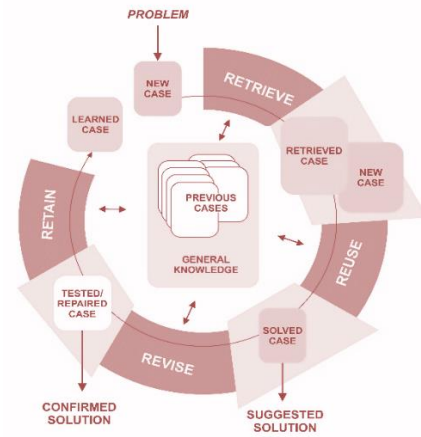 PROBLEM
NEW
CASE
RETRIEVE
LEARNED
CASE
RETRIEVED
CASE
NEW
CASE
PREVIOUS
CASES
GENERAL
KNOWLEDGE
RETAIN
REUSE
TESTED/
REPAIRED
CASE
SOLVED
CASE
REVISE
CONFIRMED
SOLUTION
SUGGESTED
SOLUTION